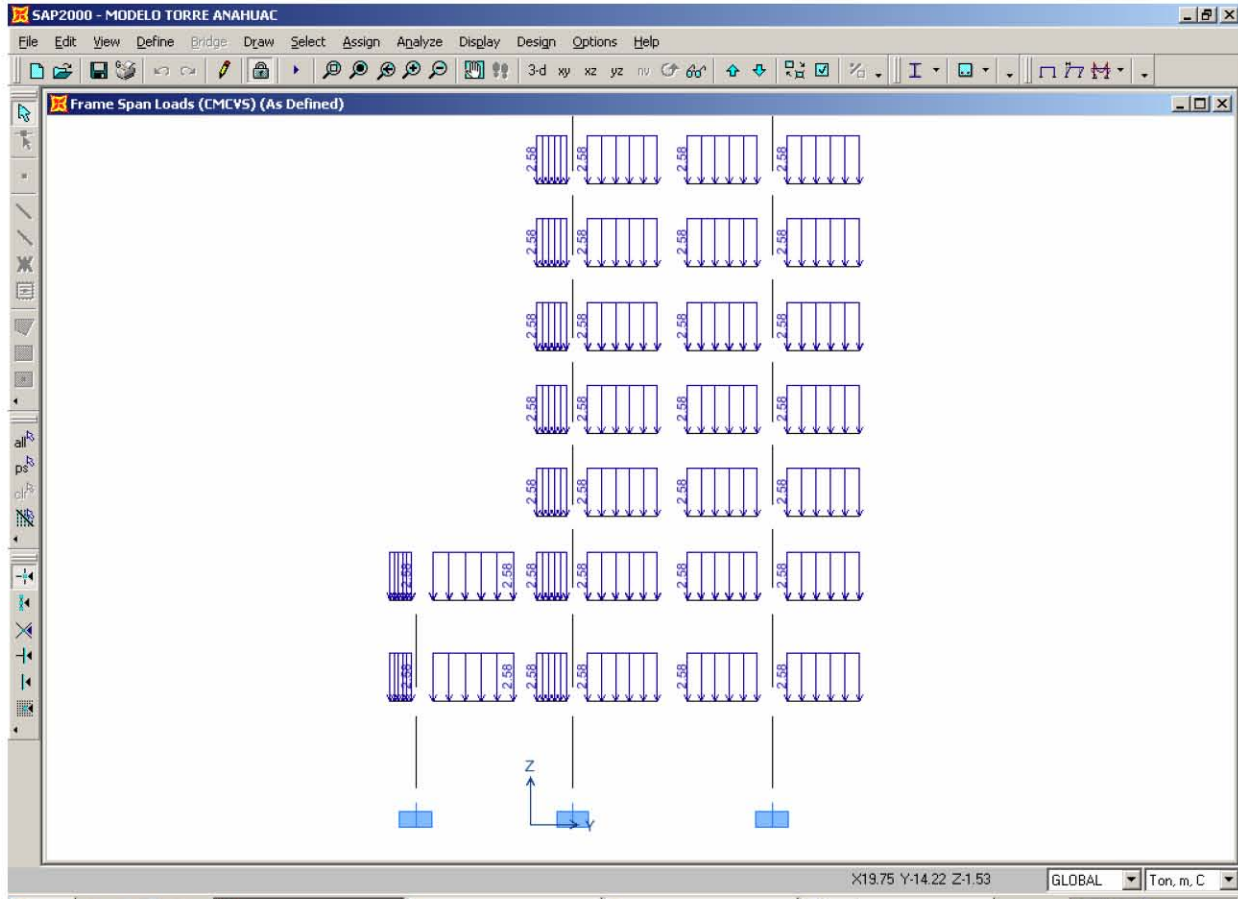 SAP2000 - MODELO TORRE ANAHUAC
File Edit View Define Bridge Draw Select Assign Analyze Display Design Options Help
3-d xy xz yz nv
Frame Span Loads (CMCVS) (As Defined)
2.58 2.58 2.58 2.58
2.58 2.58 2.58 2.58
2.58 2.58 2.58 2.58
2.58 2.58 2.58 2.58
2.58 2.58 2.58 2.58
2.58 2.58 2.58 2.58 2.58 2.58
2.58 2.58 2.58 2.58 2.58 2.58
all
ps
clr
Z
Y
X19.75 Y-14.22 Z-1.53
GLOBAL
Ton, m, C